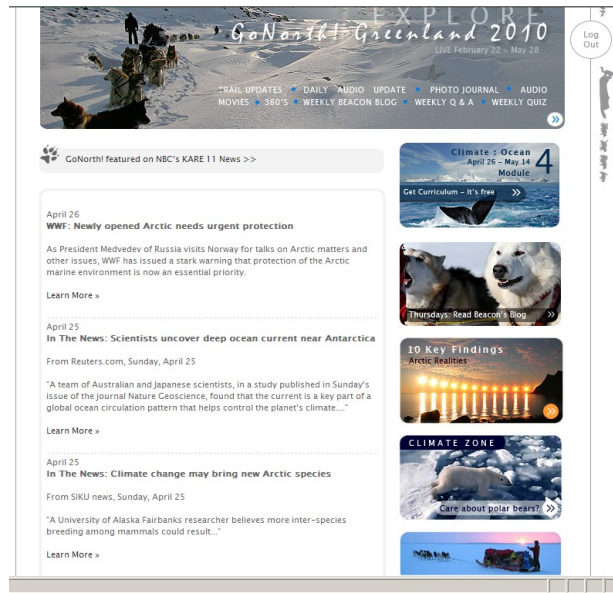 EXPLORE
GoNorth! Greenland 2010
LIVE February 22 - May 28
TRAIL UPDATES • DAILY AUDIO UPDATE • PHOTO JOURNAL • AUDIO
MOVIES • 360'S • WEEKLY BEACON BLOG • WEEKLY Q & A • WEEKLY QUIZ
Log
Out
GoNorth! featured on NBC's KARE 11 News >>
April 26
WWF: Newly opened Arctic needs urgent protection
As President Medvedev of Russia visits Norway for talks on Arctic matters and
other issues, WWF has issued a stark warning that protection of the Arctic
marine environment is now an essential priority.
Learn More »
April 25
In The News: Scientists uncover deep ocean current near Antarctica
From Reuters.com, Sunday, April 25
"A team of Australian and Japanese scientists, in a study published in Sunday's
issue of the journal Nature Geoscience, found that the current is a key part of a
global ocean circulation pattern that helps control the planet's climate...."
Learn More »
April 25
In The News: Climate change may bring new Arctic species
From SIKU news, Sunday, April 25
"A University of Alaska Fairbanks researcher believes more inter-species
breeding among mammals could result..."
Learn More »
Climate : Ocean 4
April 26 - May 14
Module
Get Curriculum - It's free »
Thursdays: Read Beacon's Blog »
10 Key Findings
Arctic Realities
CLIMATE ZONE
Care about polar bears? »